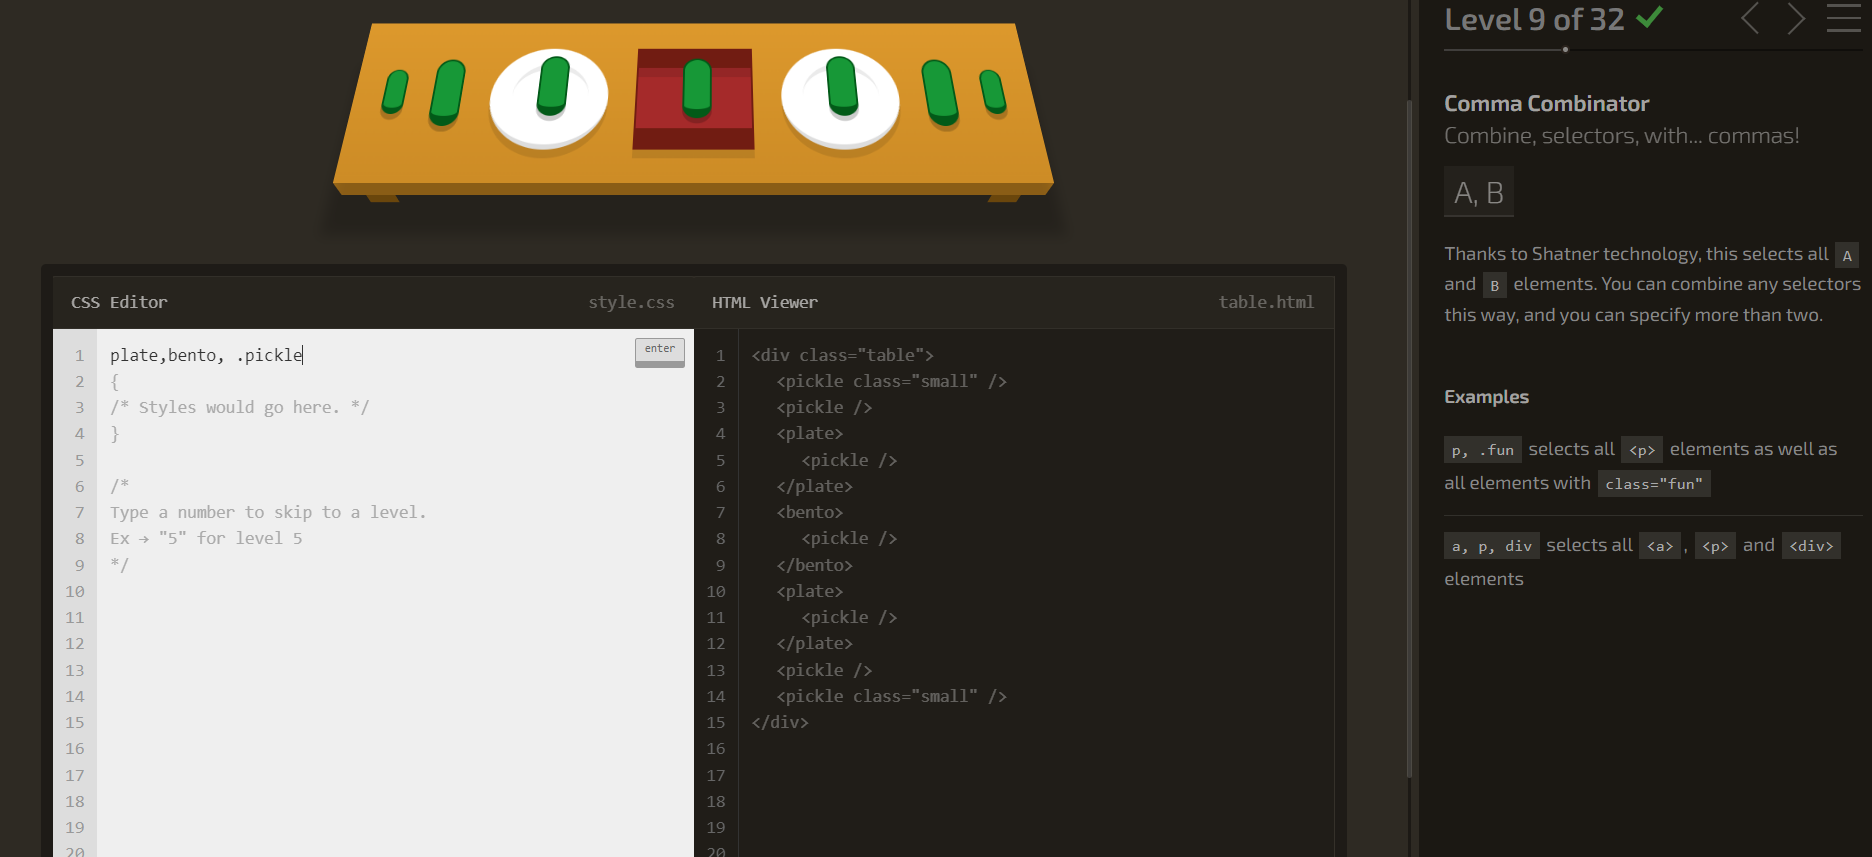 Level 9 of 32
Comma Combinator
Combine, selectors, with... commas!
A, B
Thanks to Shatner technology, this selects all A
and B elements. You can combine any selectors
this way, and you can specify more than two.
Examples
p, .fun selects all <p> elements as well as
all elements with class="fun"
a, p, div selects all <a> , <p> and <div>
elements
CSS Editor style.css
1 plate,bento, .pickle enter
2 {
3 /* Styles would go here. */
4 }
5
6 /*
7 Type a number to skip to a level.
8 Ex → "5" for level 5
9 */
10
11
12
13
14
15
16
17
18
19
20
HTML Viewer table.html
1 <div class="table">
2 <pickle class="small" />
3 <pickle />
4 <plate>
5 <pickle />
6 </plate>
7 <bento>
8 <pickle />
9 </bento>
10 <plate>
11 <pickle />
12 </plate>
13 <pickle />
14 <pickle class="small" />
15 </div>
16
17
18
19
20